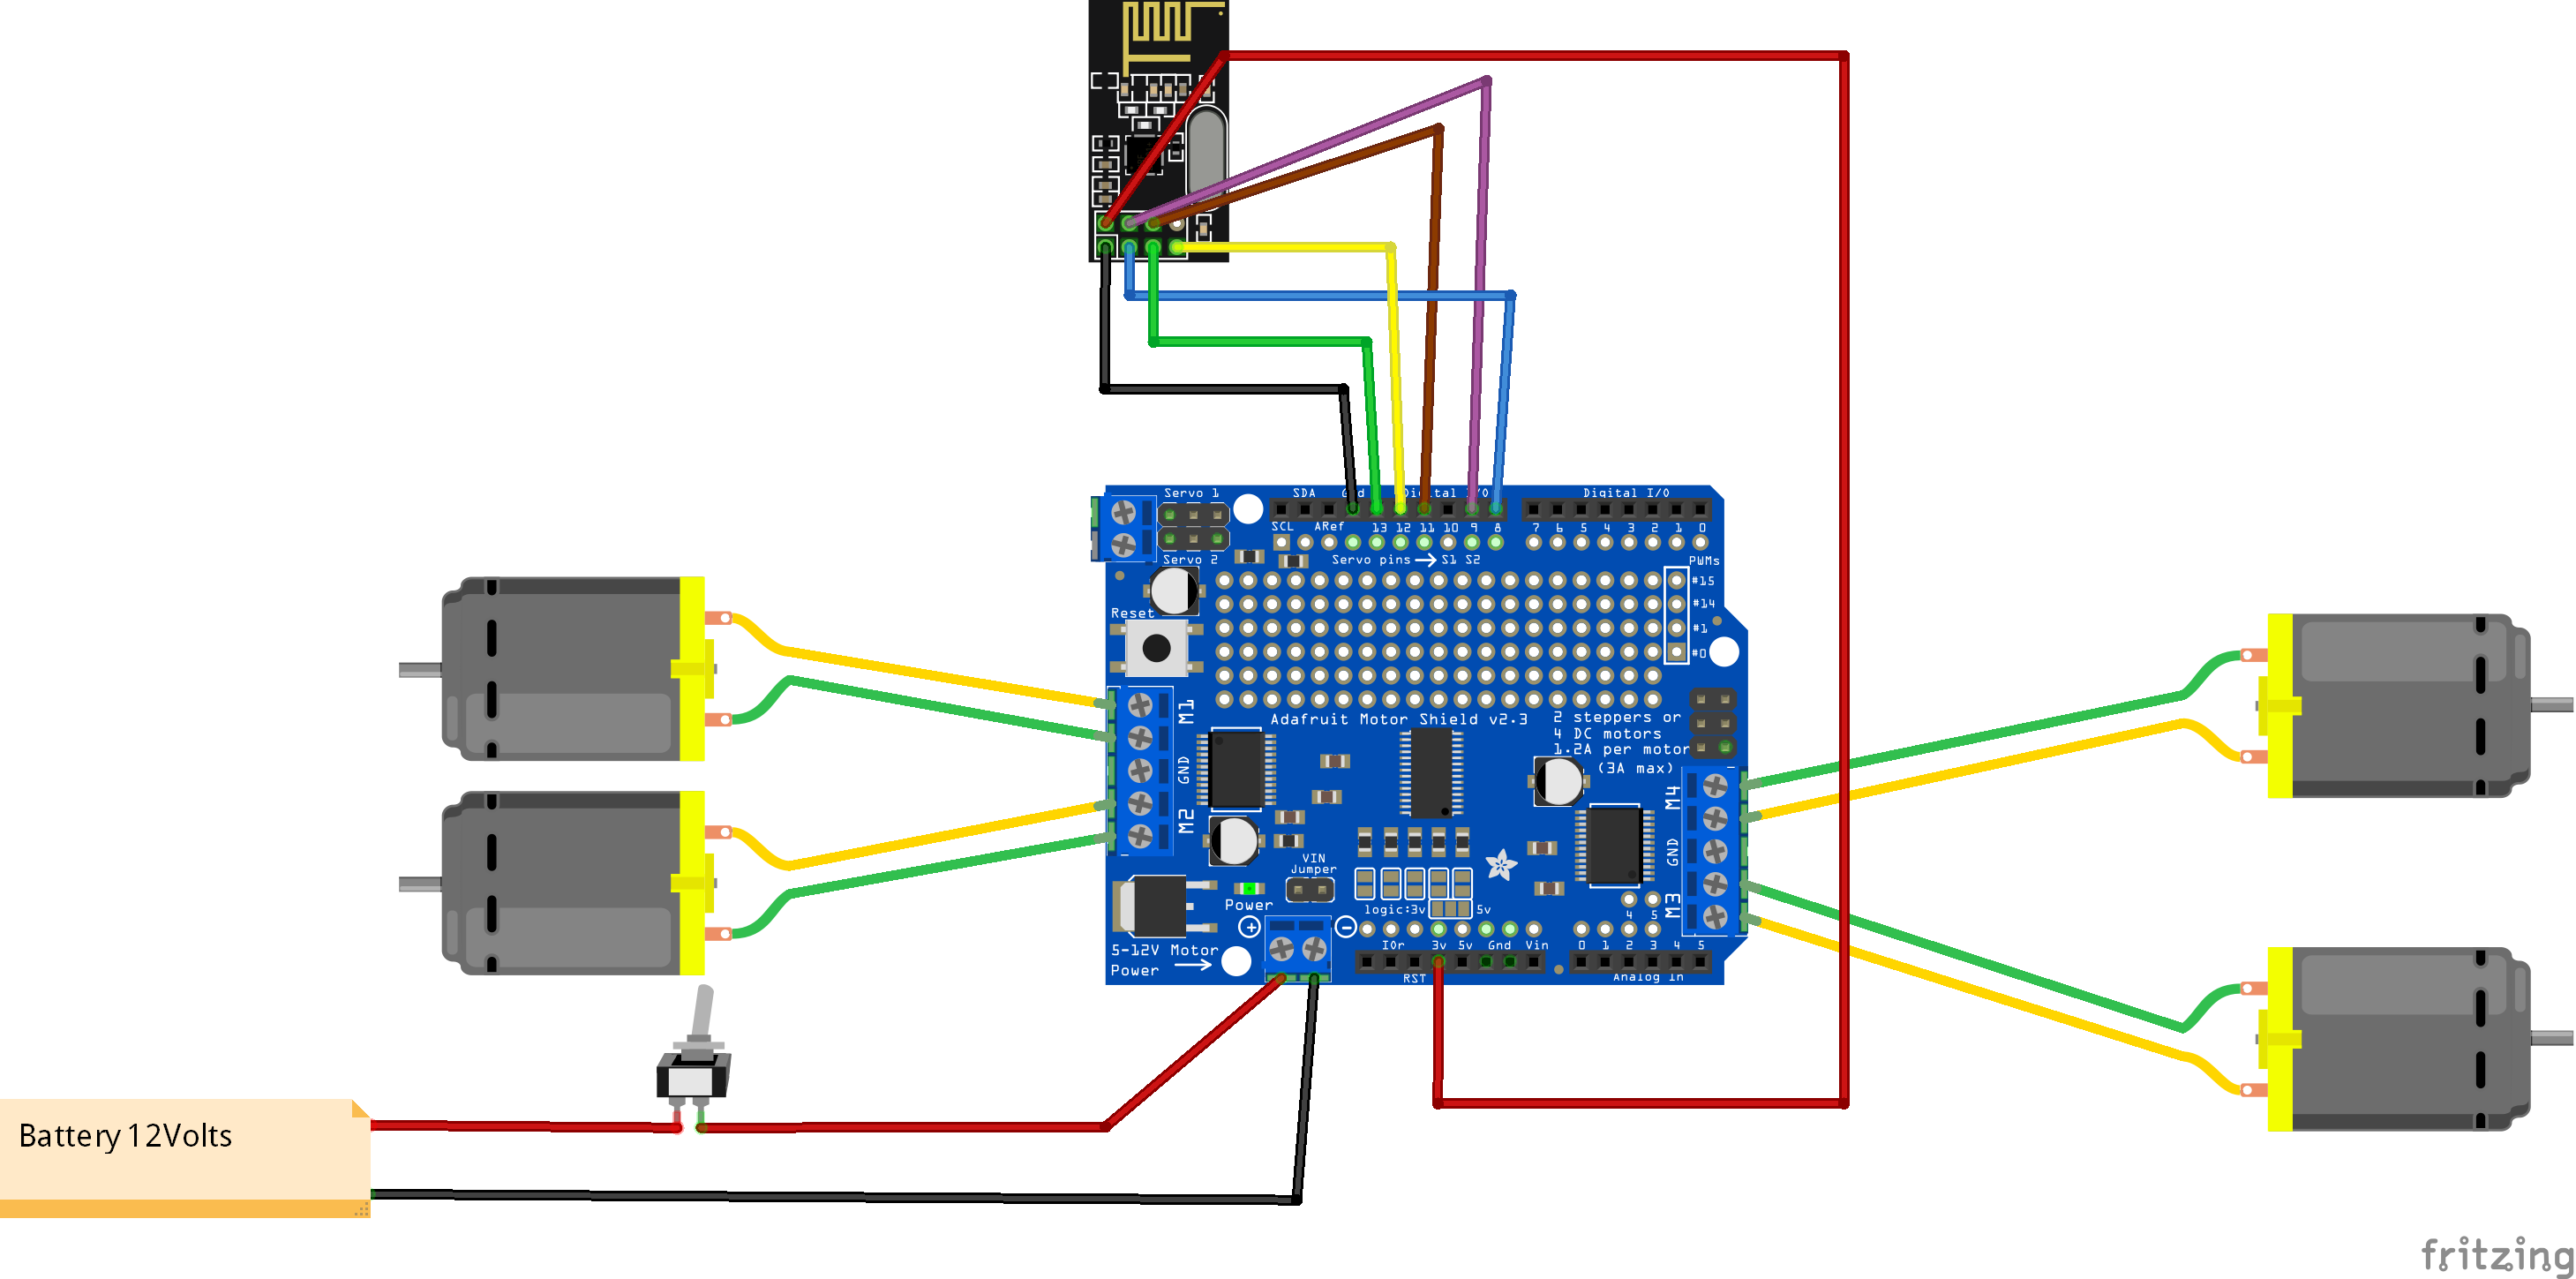 Servo 1
SDA
Gnd
Digital I/O
Digital I/O
SCL
ARef
13
12
11
10
9
8
7
6
5
4
3
2
1
0
Servo 2
Servo pins
S1 S2
PWMs
#15
#14
#1
#0
Reset
M1
GND
M2
Adafruit Motor Shield v2.3
2 steppers or
4 DC motors
1.2A per motor
(3A max)
M4
GND
M3
VIN
Jumper
Power
logic:3v
5v
4
5
+
-
5-12V Motor
Power
IOr
3v
5v
Gnd
Vin
0
1
2
3
4
5
RST
Analog In
Battery 12Volts
fritzing